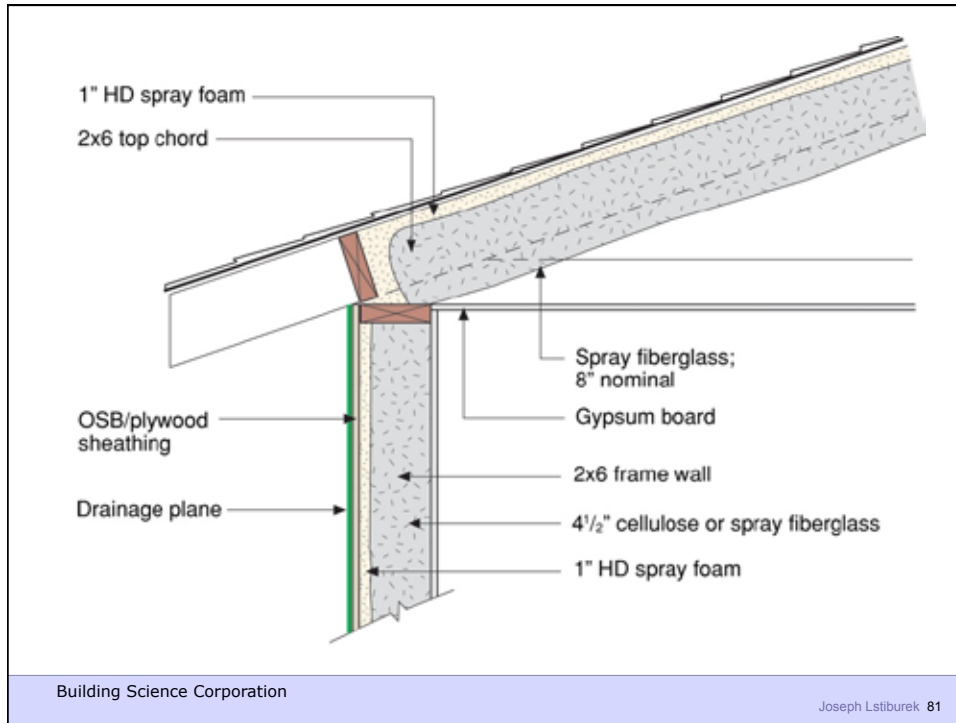 1” HD spray foam
2x6 top chord
Spray fiberglass;
8” nominal
Gypsum board
OSB/plywood
sheathing
2x6 frame wall
Drainage plane
4¹/₂” cellulose or spray fiberglass
1” HD spray foam
Building Science Corporation
Joseph Lstiburek 81